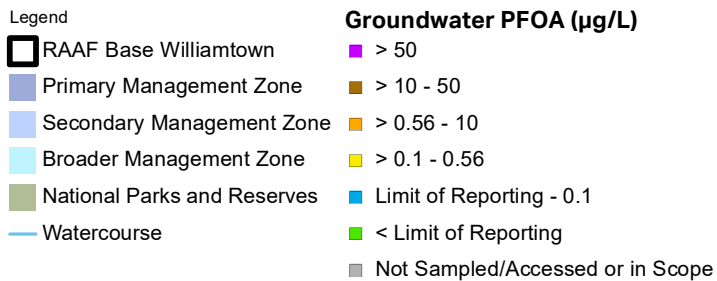 Legend
RAAF Base Williamtown
Primary Management Zone
Secondary Management Zone
Broader Management Zone
National Parks and Reserves
Watercourse
Groundwater PFOA (µg/L)
> 50
> 10 - 50
> 0.56 - 10
> 0.1 - 0.56
Limit of Reporting - 0.1
< Limit of Reporting
Not Sampled/Accessed or in Scope